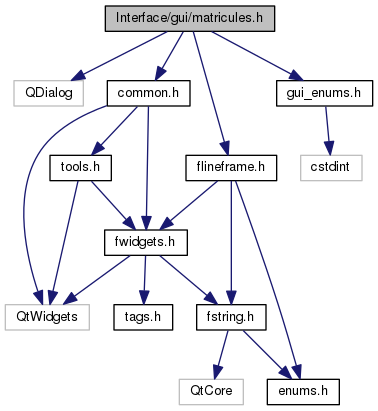 Interface/gui/matricules.h
QDialog
common.h
gui_enums.h
tools.h
flineframe.h
cstdint
fwidgets.h
QtWidgets
tags.h
fstring.h
QtCore
enums.h